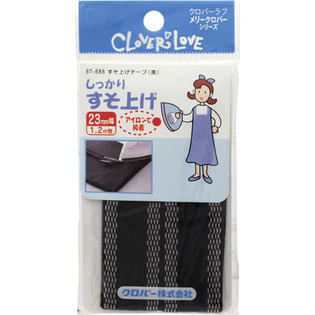 クロバーラブ
メリークロバー
シリーズ
CLOVER LOVE
67-686 すそ上げテープ(黒)
しっかり
すそ上げ
23mm幅
1.2m巻
アイロンで
接着
クロバー株式会社